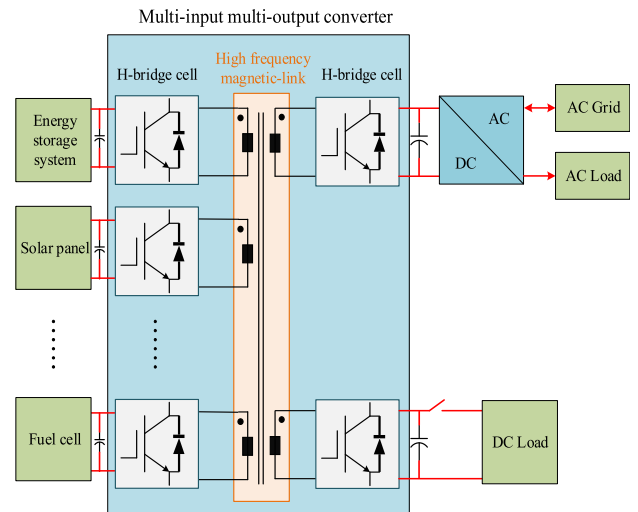 Multi-input multi-output converter
High frequency
magnetic-link
H-bridge cell
H-bridge cell
Energy
storage
system
AC
DC
AC Grid
AC Load
Solar panel
Fuel cell
DC Load